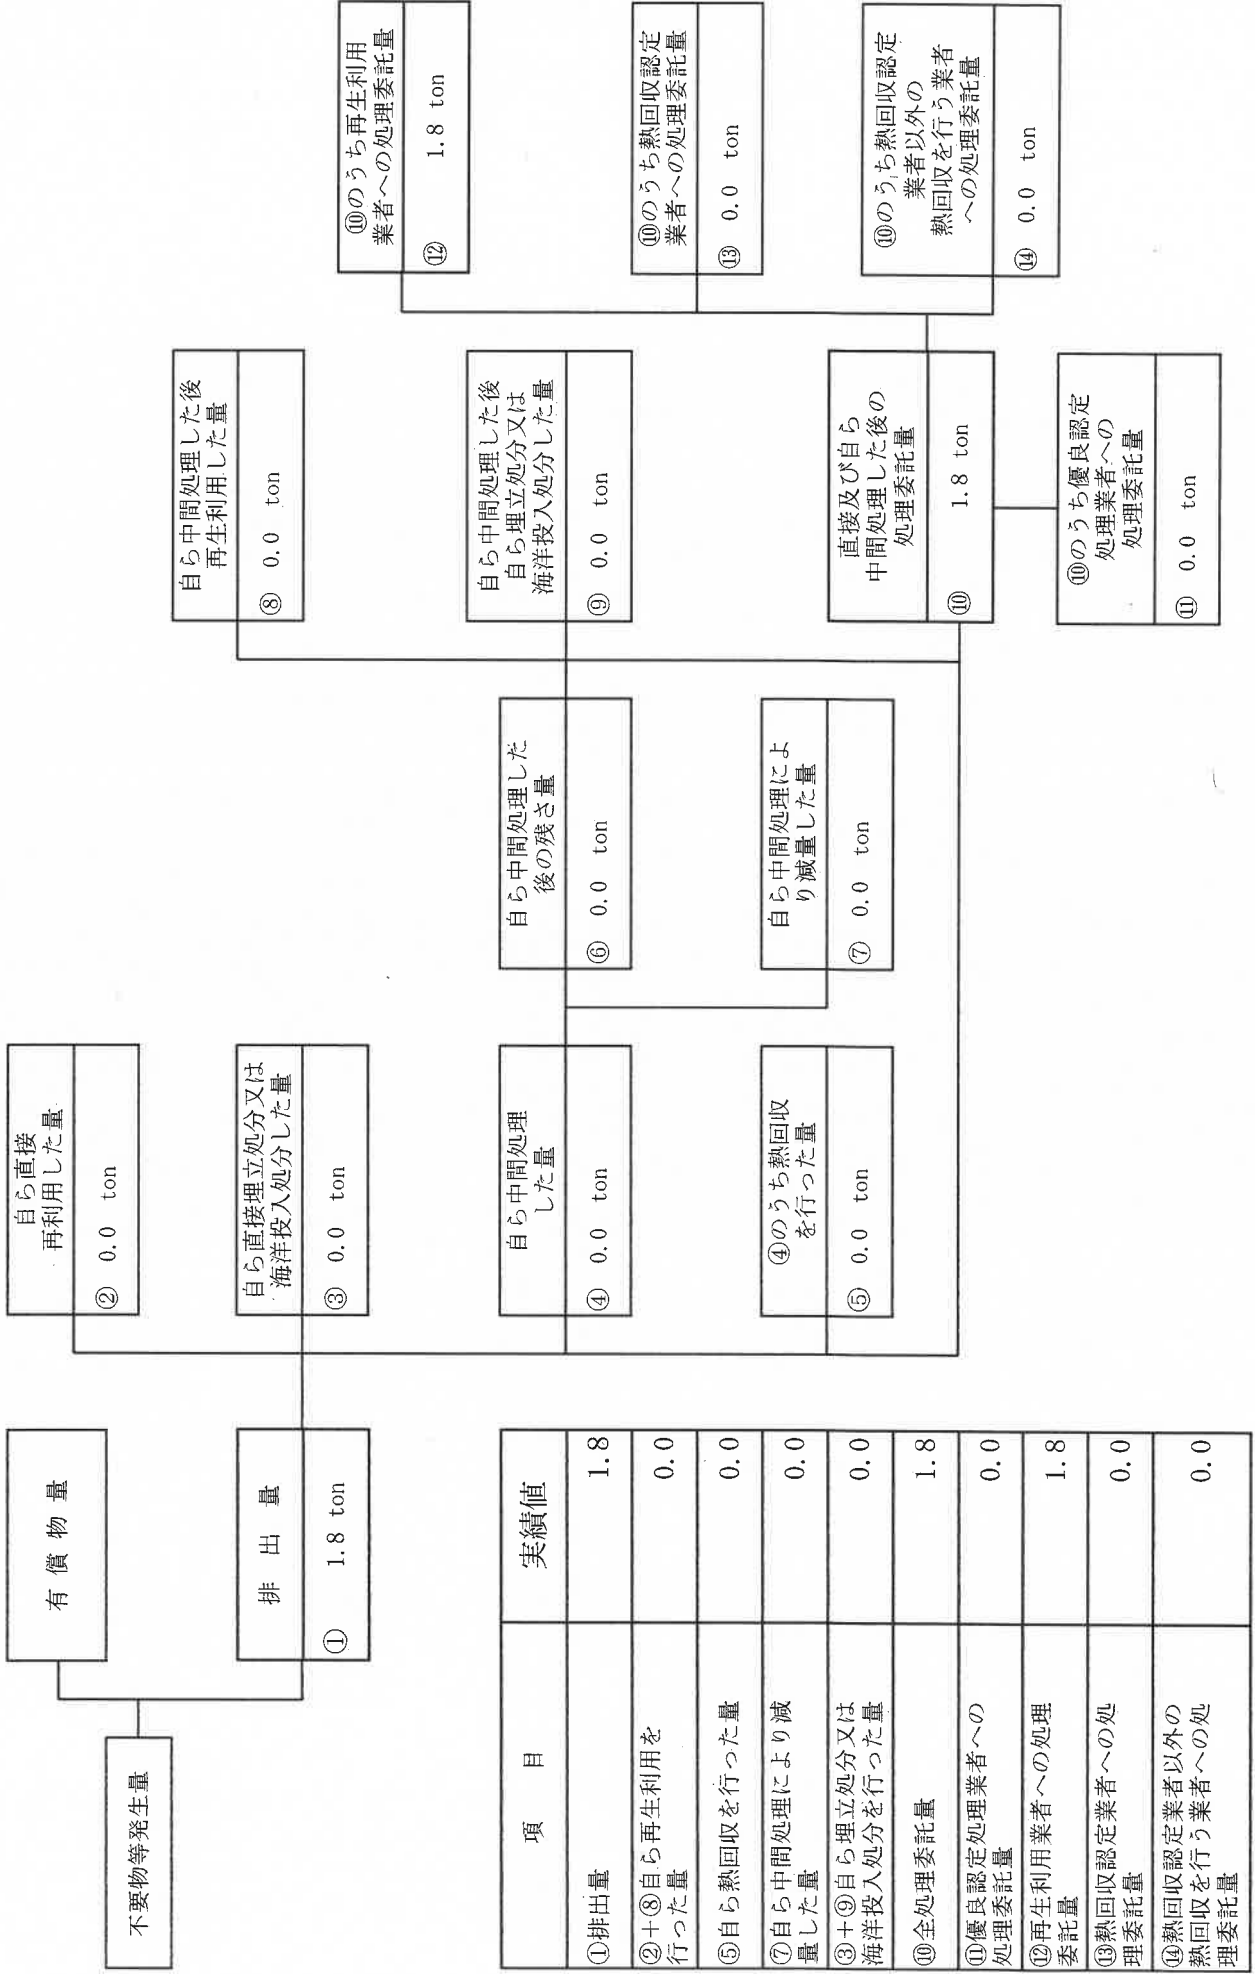 不要物等発生量
有償物量
排出量
① 1.8 ton
自ら直接
再利用した量
② 0.0 ton
自ら直接埋立処分又は
海洋投入処分した量
③ 0.0 ton
自ら中間処理
した量
④ 0.0 ton
④のうち熱回収
を行った量
⑤ 0.0 ton
自ら中間処理した
後の残さ量
⑥ 0.0 ton
自ら中間処理によ
り減量した量
⑦ 0.0 ton
自ら中間処理した後
再生利用した量
⑧ 0.0 ton
自ら中間処理した後
自ら埋立処分又は
海洋投入処分した量
⑨ 0.0 ton
直接及び自ら
中間処理した後の
処理委託量
⑩ 1.8 ton
⑩のうち優良認定
処理業者への
処理委託量
⑪ 0.0 ton
⑩のうち再生利用
業者への処理委託量
⑫ 1.8 ton
⑩のうち熱回収認定
業者への処理委託量
⑬ 0.0 ton
⑩のうち熱回収認定
業者以外の
熱回収を行う業者
への処理委託量
⑭ 0.0 ton
項目 実績値
①排出量 1.8
②+⑧自ら再生利用を
行った量 0.0
⑤自ら熱回収を行った量 0.0
⑦自ら中間処理により減
量した量 0.0
③+⑨自ら埋立処分又は
海洋投入処分を行った量 0.0
⑩全処理委託量 1.8
⑪優良認定処理業者への
処理委託量 0.0
⑫再生利用業者への処理
委託量 1.8
⑬熱回収認定業者への処
理委託量 0.0
⑭熱回収認定業者以外の
熱回収を行う業者への処
理委託量 0.0